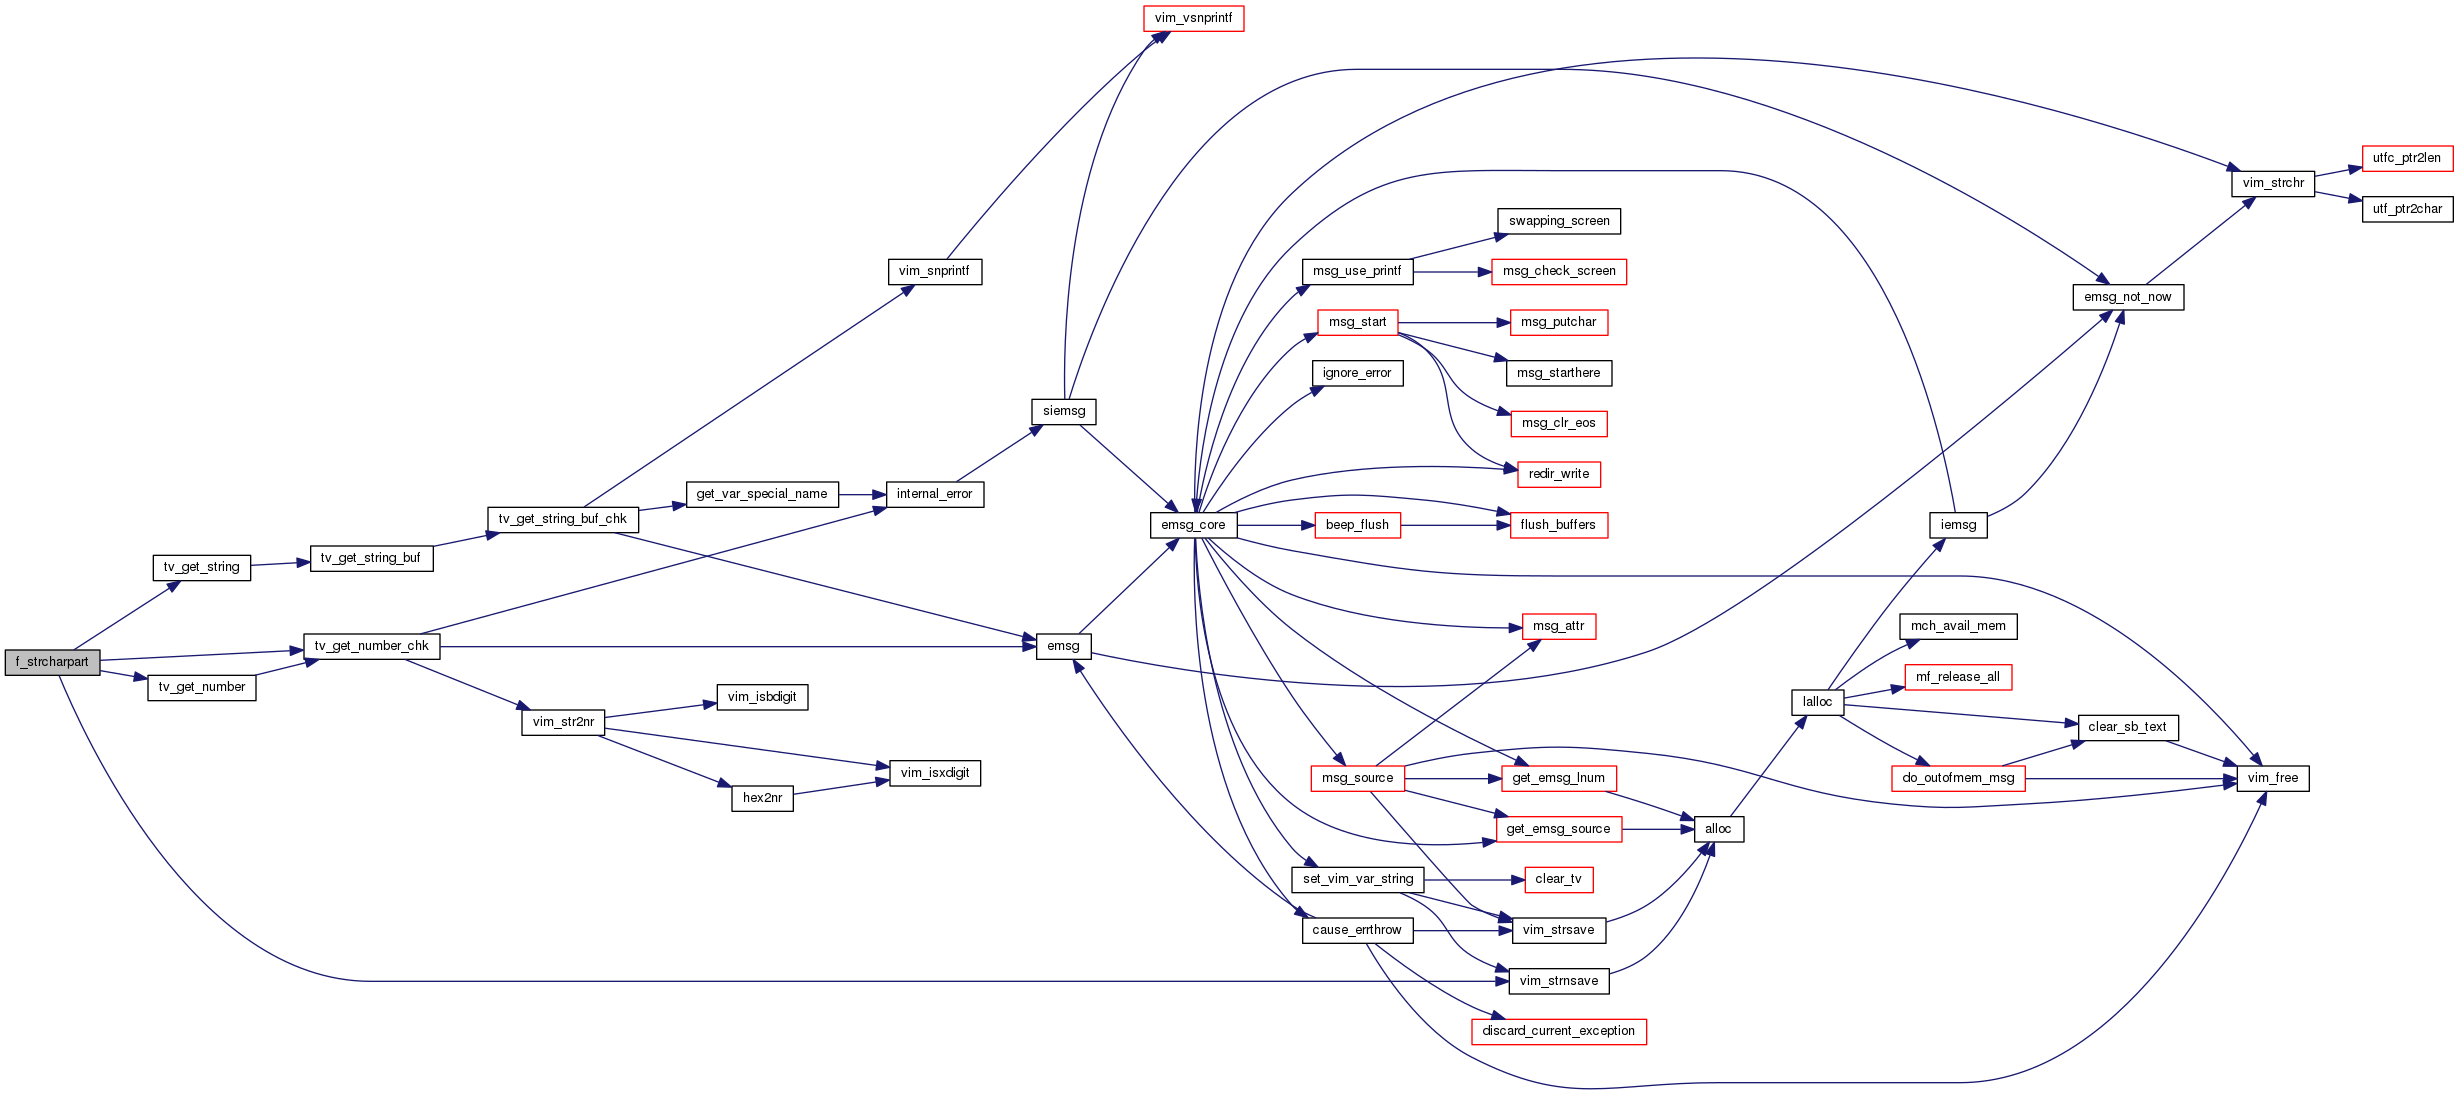 vim_vsnprintf
utfc_ptr2len
vim_strchr
utf_ptr2char
swapping_screen
vim_snprintf
msg_use_printf
msg_check_screen
emsg_not_now
msg_start
msg_putchar
ignore_error
msg_starthere
siemsg
msg_clr_eos
redir_write
get_var_special_name
internal_error
tv_get_string_buf_chk
emsg_core
beep_flush
flush_buffers
iemsg
tv_get_string
tv_get_string_buf
msg_attr
mch_avail_mem
f_strcharpart
tv_get_number_chk
emsg
mf_release_all
tv_get_number
vim_isbdigit
lalloc
vim_str2nr
clear_sb_text
vim_isxdigit
msg_source
get_emsg_lnum
do_outofmem_msg
vim_free
hex2nr
get_emsg_source
alloc
set_vim_var_string
clear_tv
cause_errthrow
vim_strsave
vim_strnsave
discard_current_exception